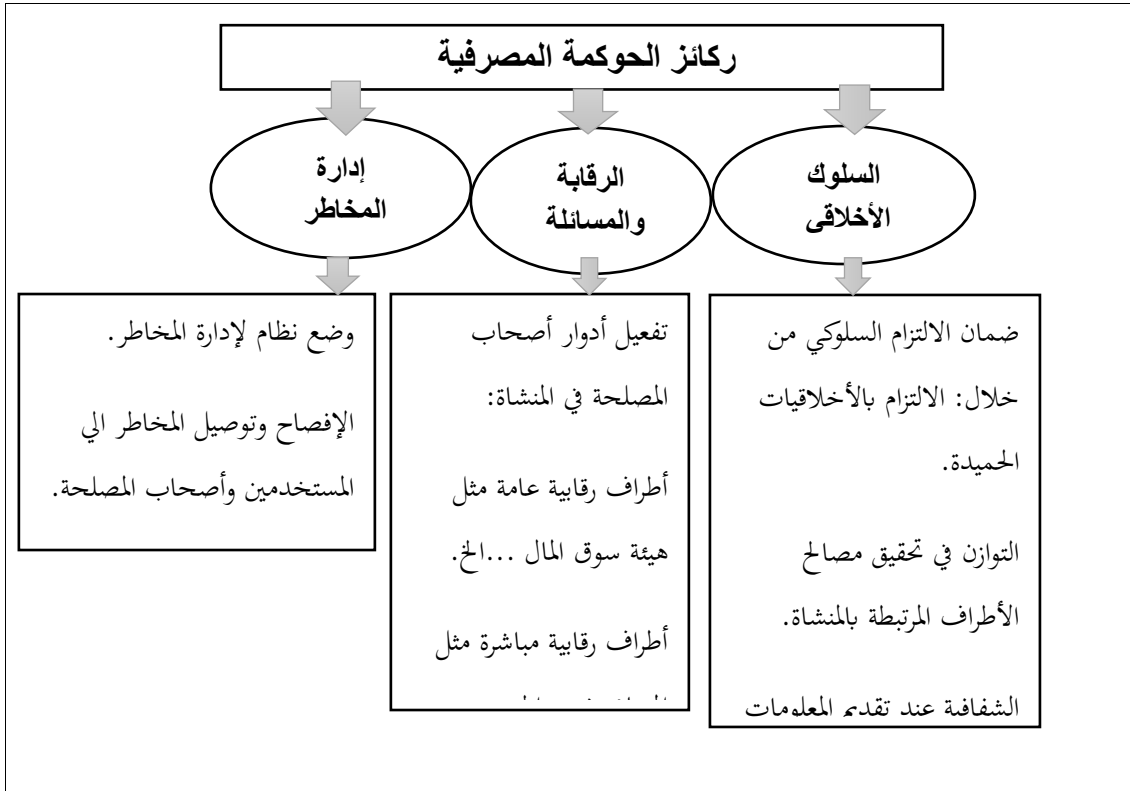 ركائز الحوكمة المصرفية
السلوك
الأخلاقى
الرقابة
والمسائلة
إدارة
المخاطر
ضمان الالتزام السلوكي من
خلال: الالتزام بالأخلاقيات
الحميدة.
التوازن في تحقيق مصالح
الأطراف المرتبطة بالمنشاة.
الشفافية عند تقديم المعلومات
تفعيل أدوار أصحاب
المصلحة في المنشاة:
أطراف رقابية عامة مثل
هيئة سوق المال ...الخ.
أطراف رقابية مباشرة مثل
وضع نظام لإدارة المخاطر.
الإفصاح وتوصيل المخاطر الي
المستخدمين وأصحاب المصلحة.